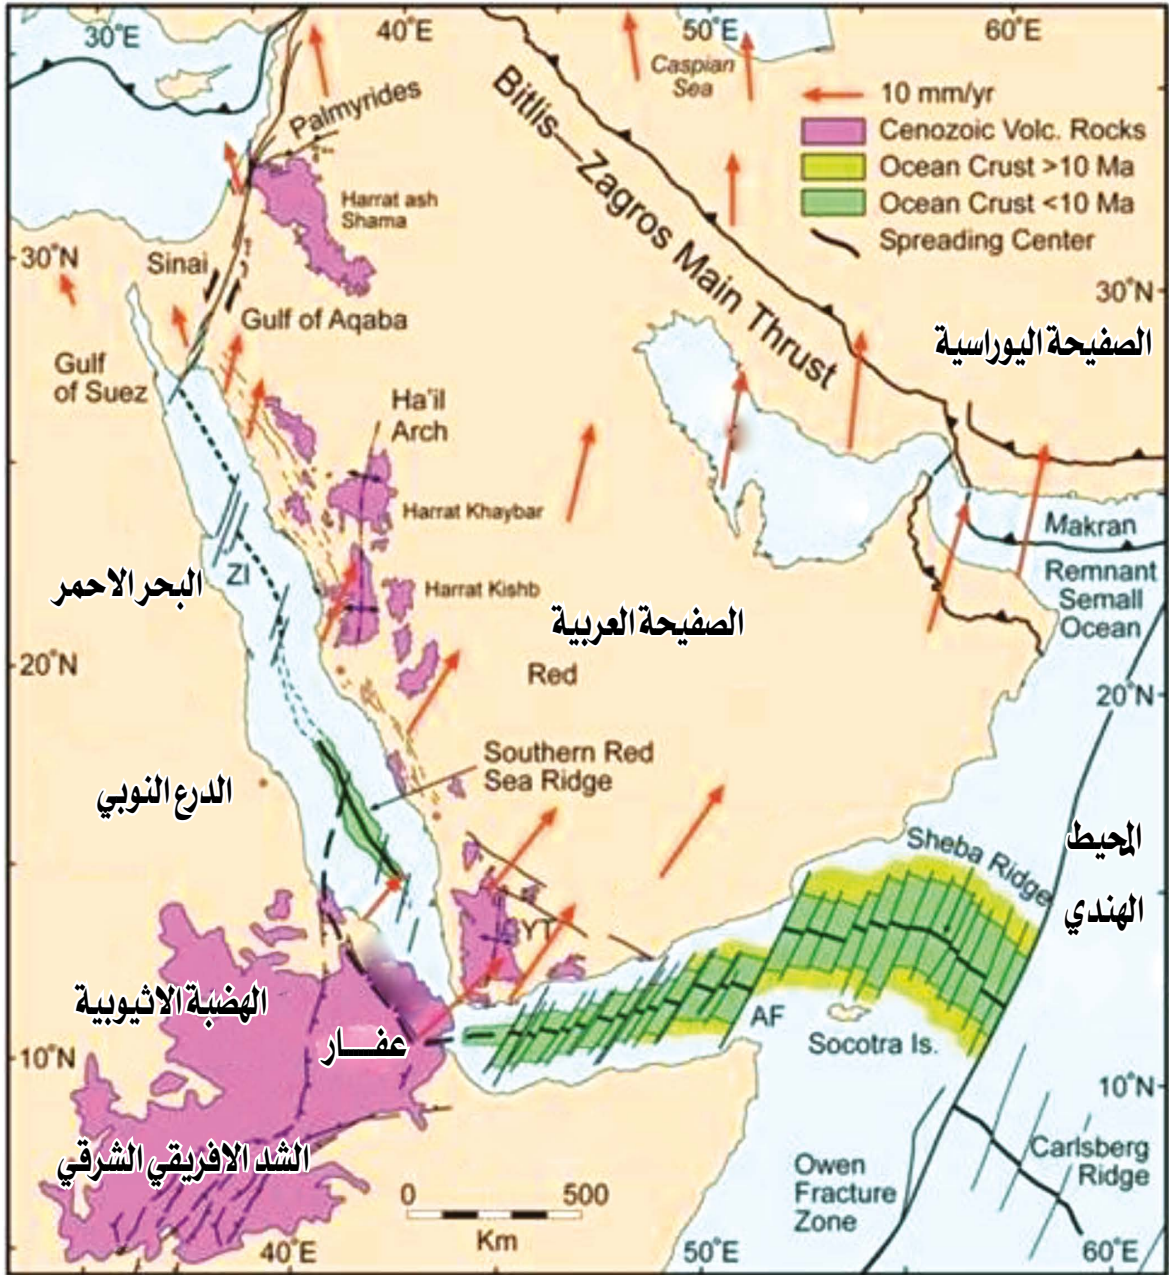 30°E
40°E
50°E
60°E
Caspian
Sea
10 mm/yr
Cenozoic Volc. Rocks
Ocean Crust >10 Ma
Ocean Crust <10 Ma
Spreading Center
Palmyrides
Bitlis—Zagros Main Thrust
Harrat ash
Shama
30°N
Sinai
30°N
Gulf of Aqaba
الصفيحة اليوراسية
Gulf
of Suez
Ha'il
Arch
Harrat Khaybar
Makran
ZI
البحر الاحمر
Harrat Kishb
Remnant
Semall
Ocean
الصفيحة العربية
20°N
Red
20°N
Southern Red
Sea Ridge
الدرع النوبي
Sheba Ridge
المحيط
الهندي
YT
الهضبة الاثيوبية
AF
عفــار
Socotra Is.
10°N
10°N
الشد الافريقي الشرقي
Carlsberg
Ridge
Owen
Fracture
Zone
0 500
Km
40°E
50°E
60°E